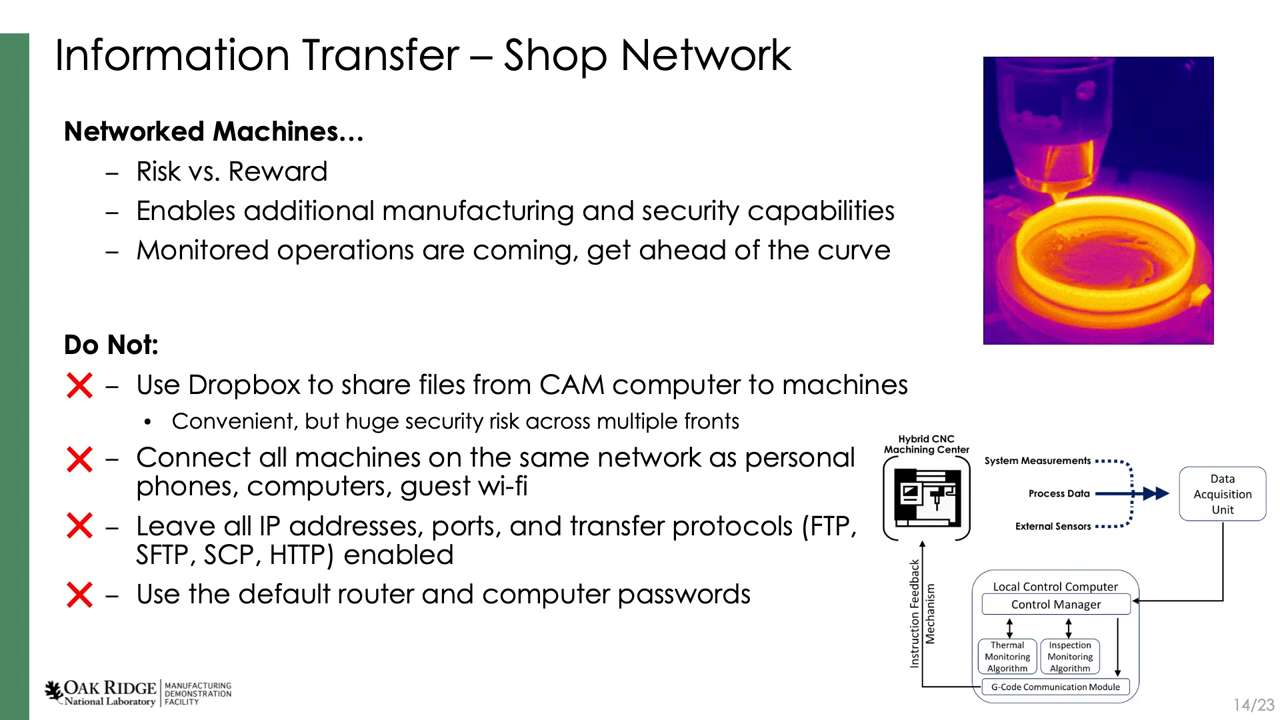 Information Transfer – Shop Network
Networked Machines…
– Risk vs. Reward
– Enables additional manufacturing and security capabilities
– Monitored operations are coming, get ahead of the curve
Do Not:
– Use Dropbox to share files from CAM computer to machines
• Convenient, but huge security risk across multiple fronts
– Connect all machines on the same network as personal
phones, computers, guest wi-fi
– Leave all IP addresses, ports, and transfer protocols (FTP,
SFTP, SCP, HTTP) enabled
– Use the default router and computer passwords
Hybrid CNC
Machining Center
System Measurements
Process Data
External Sensors
Data
Acquisition
Unit
Instruction Feedback
Mechanism
Local Control Computer
Control Manager
Thermal
Monitoring
Algorithm
Inspection
Monitoring
Algorithm
G-Code Communication Module
OAK RIDGE
National Laboratory
MANUFACTURING
DEMONSTRATION
FACILITY
14/23